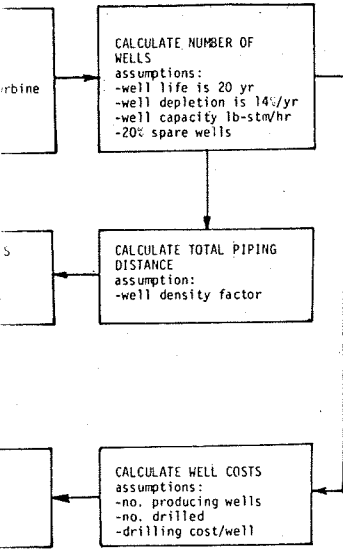 CALCULATE NUMBER OF
WELLS
assumptions:
-well life is 20 yr
-well depletion is 14%/yr
-well capacity lb-stm/hr
-20% spare wells
rbine
S
CALCULATE TOTAL PIPING
DISTANCE
assumption:
-well density factor
CALCULATE WELL COSTS
assumptions:
-no. producing wells
-no. drilled
-drilling cost/well